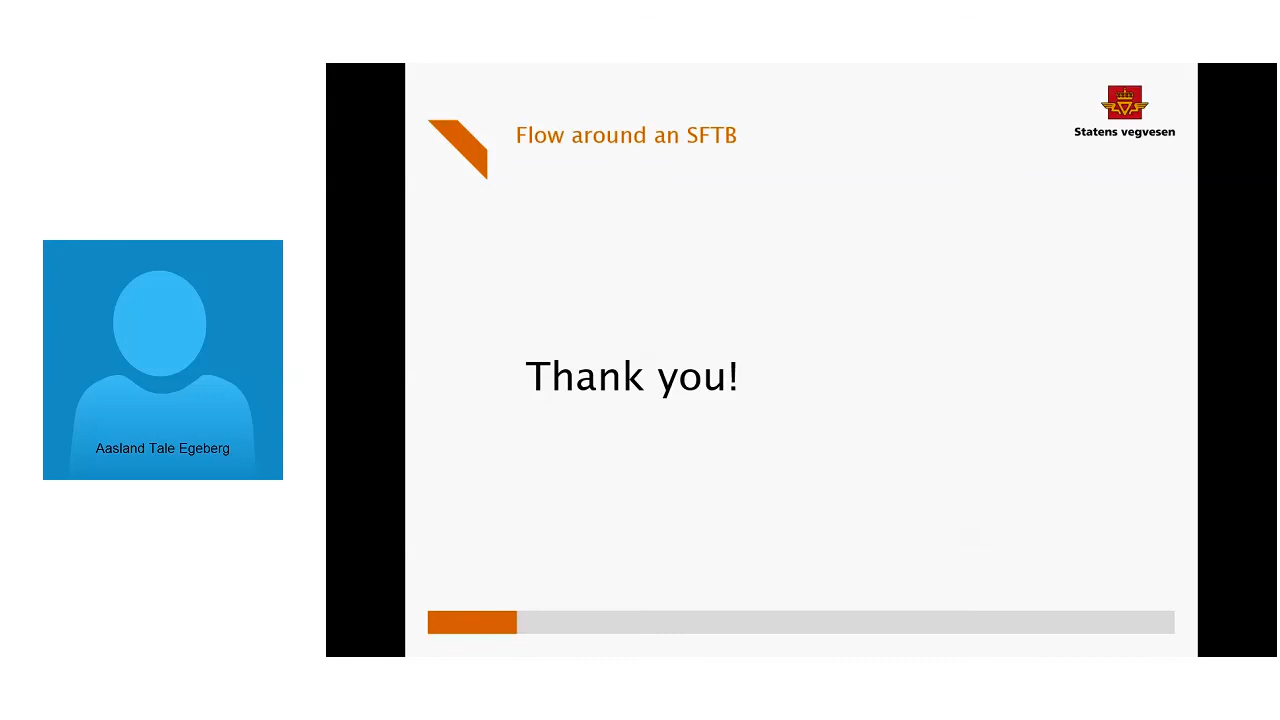 Flow around an SFTB
Statens vegvesen
Thank you!
Aasland Tale Egeberg